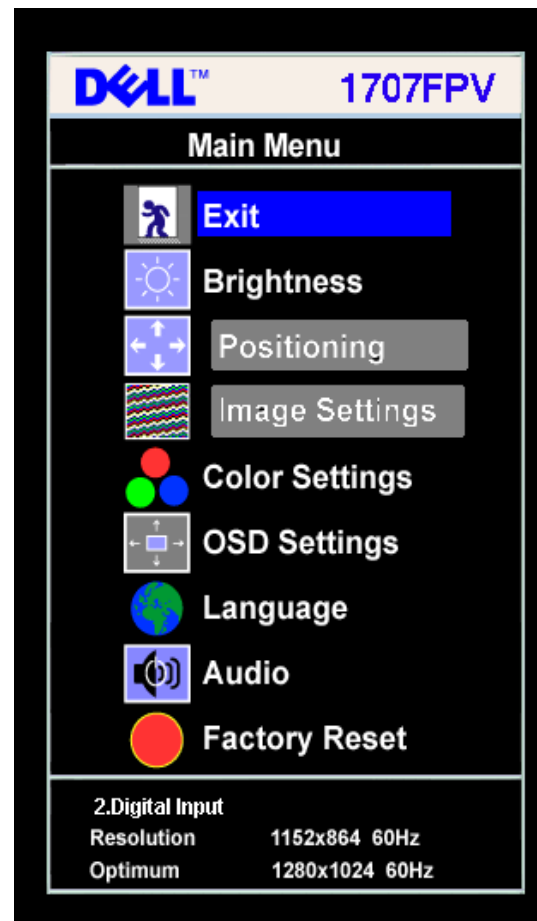 DELL™ 1707FPV
Main Menu
Exit
Brightness
Positioning
Image Settings
Color Settings
OSD Settings
Language
Audio
Factory Reset
2.Digital Input
Resolution 1152x864 60Hz
Optimum 1280x1024 60Hz